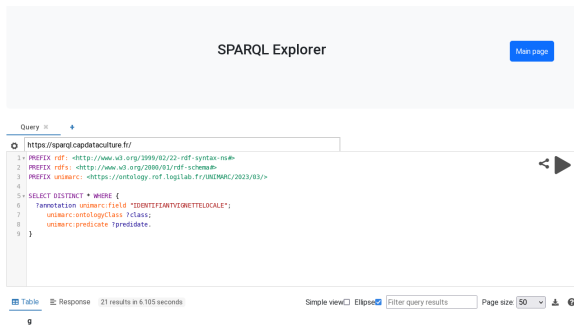 SPARQL Explorer
Main page
Query × +
https://sparql.capdataculture.fr/
1 PREFIX rdf: <http://www.w3.org/1999/02/22-rdf-syntax-ns#>
2 PREFIX rdfs: <http://www.w3.org/2000/01/rdf-schema#>
3 PREFIX unimarc: <https://ontology.rof.logilab.fr/UNIMARC/2023/03/>
4
5 SELECT DISTINCT * WHERE {
6 ?annotation unimarc:field "IDENTIFIANTVIGNETTELOCALE";
7 unimarc:ontologyClass ?class;
8 unimarc:predicate ?predidate.
9 }
Table Response 21 results in 6.105 seconds Simple view Ellipse Filter query results Page size: 50 ?
g